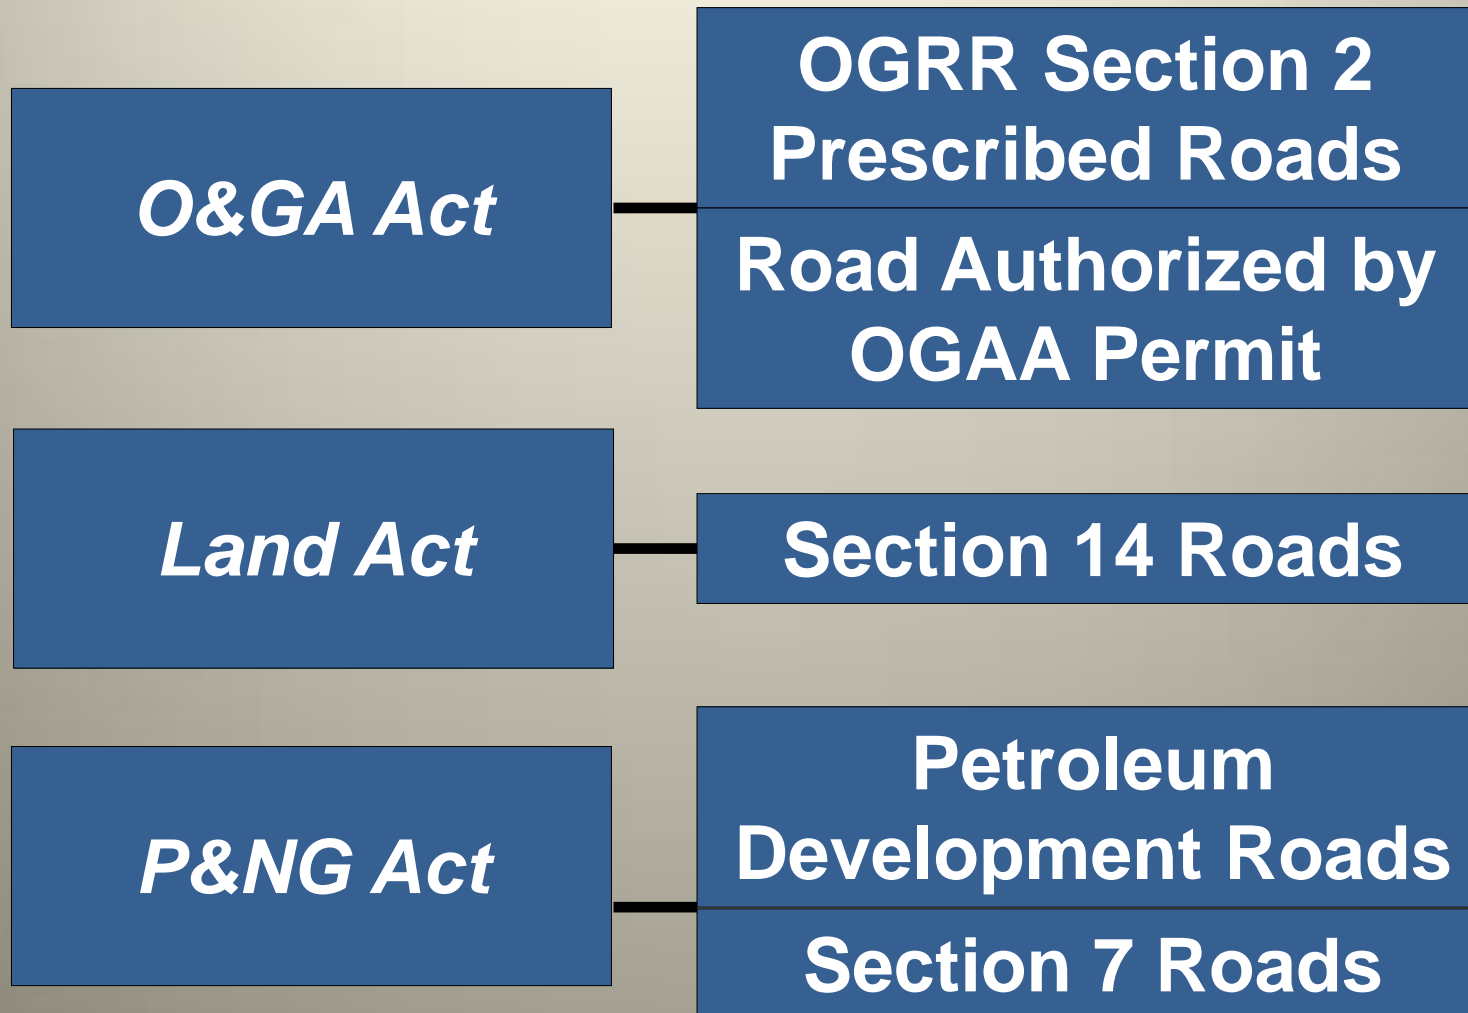 O&GA Act
OGRR Section 2
Prescribed Roads
Road Authorized by
OGAA Permit
Land Act
Section 14 Roads
P&NG Act
Petroleum
Development Roads
Section 7 Roads